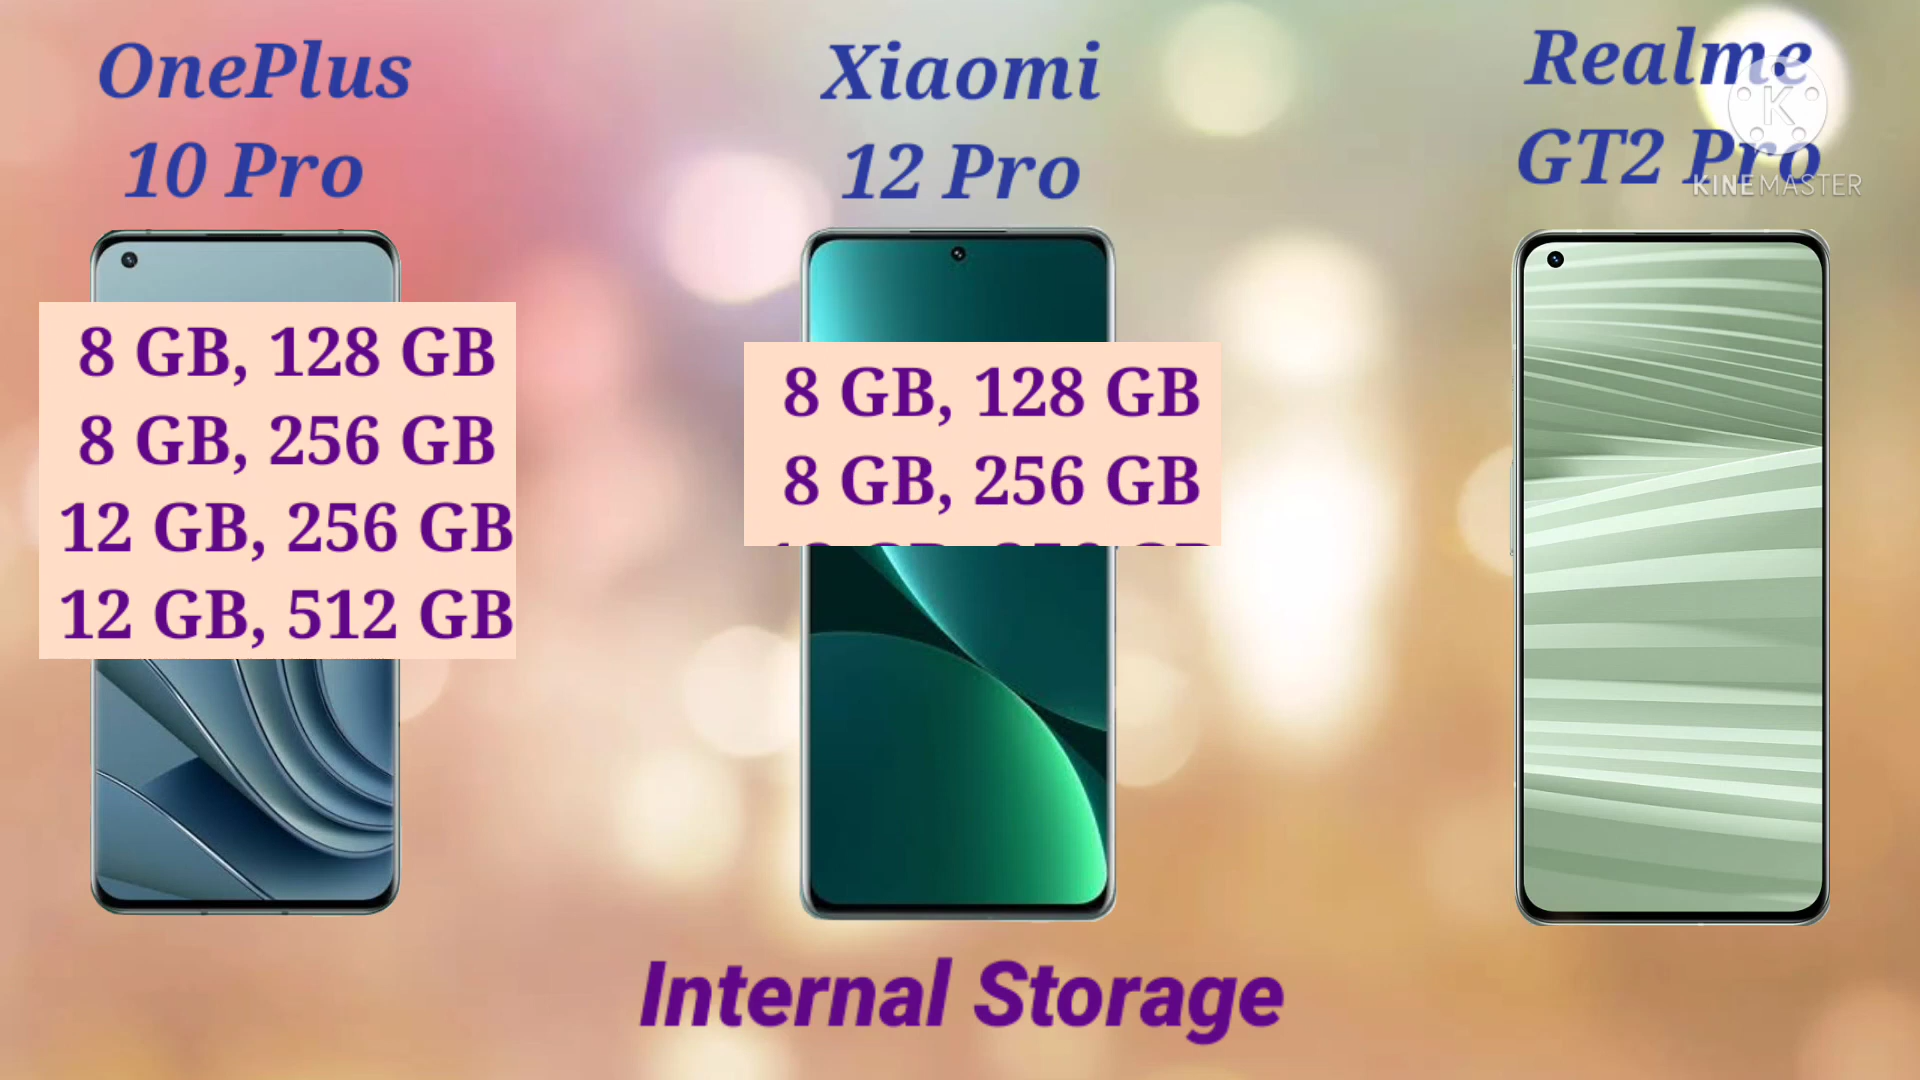 OnePlus
10 Pro
Xiaomi
12 Pro
Realme
GT2 Pro
K
KINEMASTER
8 GB, 128 GB
8 GB, 256 GB
12 GB, 256 GB
12 GB, 512 GB
8 GB, 128 GB
8 GB, 256 GB
Internal Storage